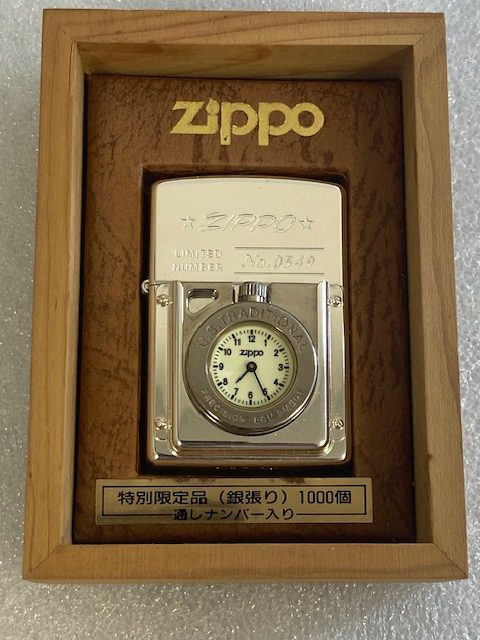 zippo
☆ZIPPO☆
LIMITED
NUMBER No.0549
U.S. TRADITIONAL
12
1
2
3
4
5
6
7
8
9
10
11
zippo
PRECISION EQUIPMENT
特別限定品（銀張り）1000個
通しナンバー入り